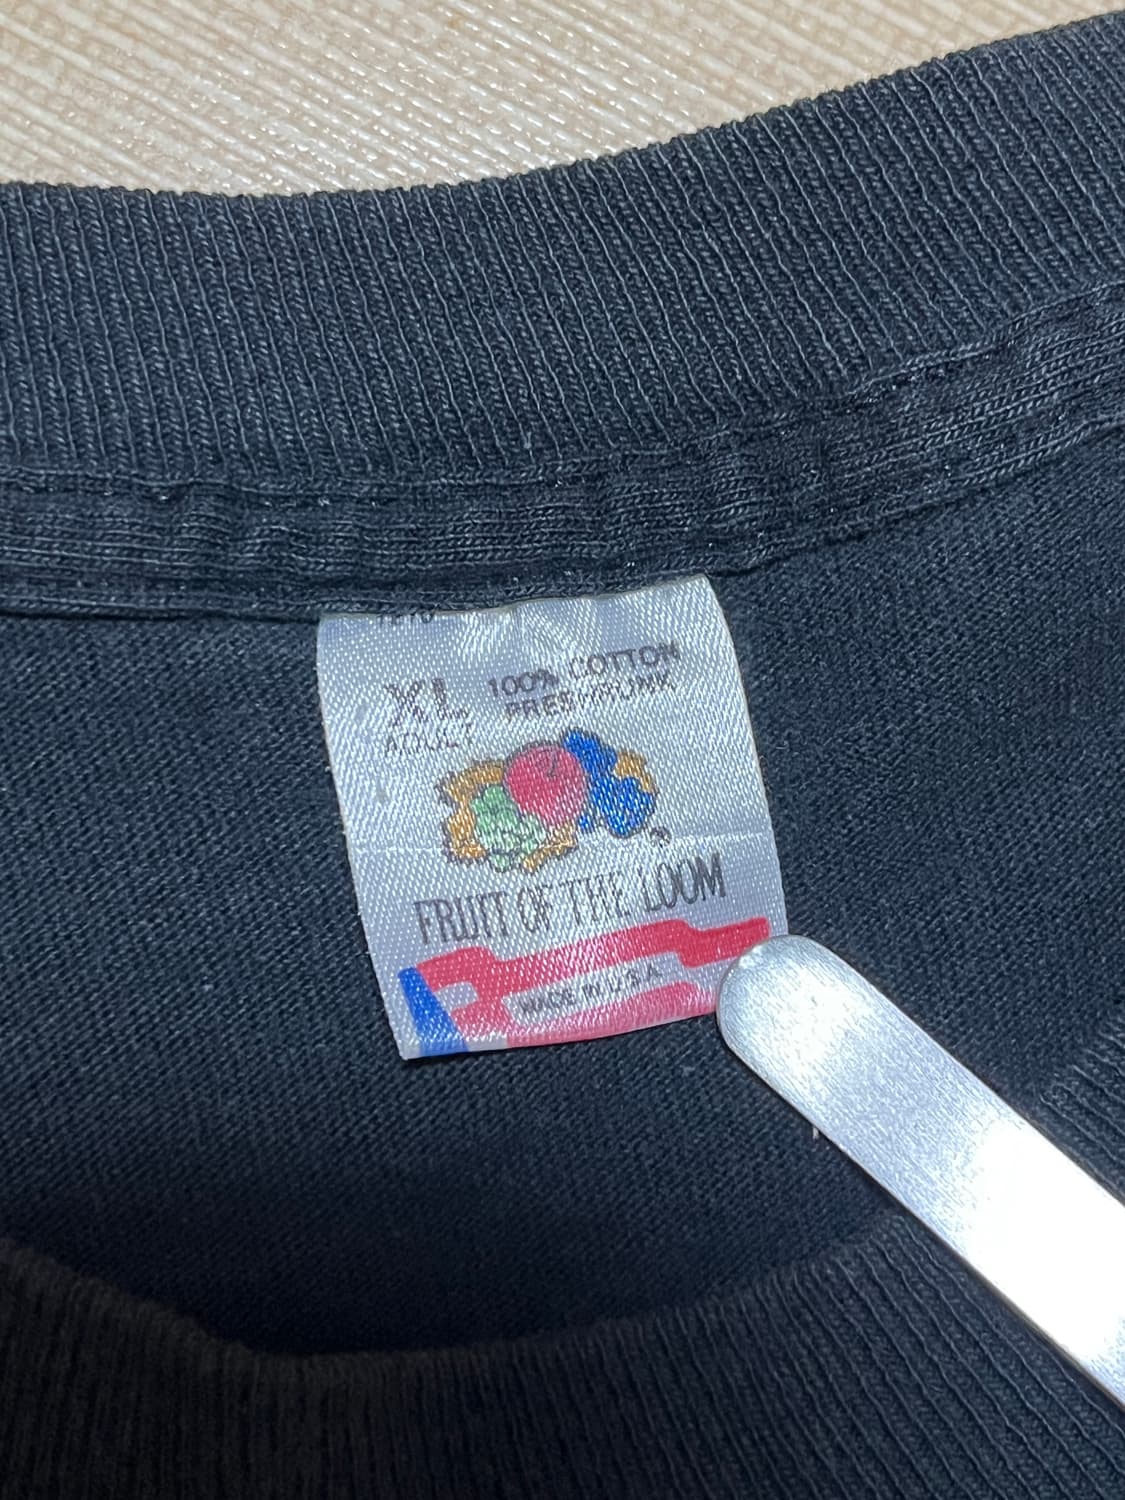 XL
ADULT
100% COTTON
PRESHRUNK
®
FRUIT OF THE LOOM
MADE IN U.S.A.